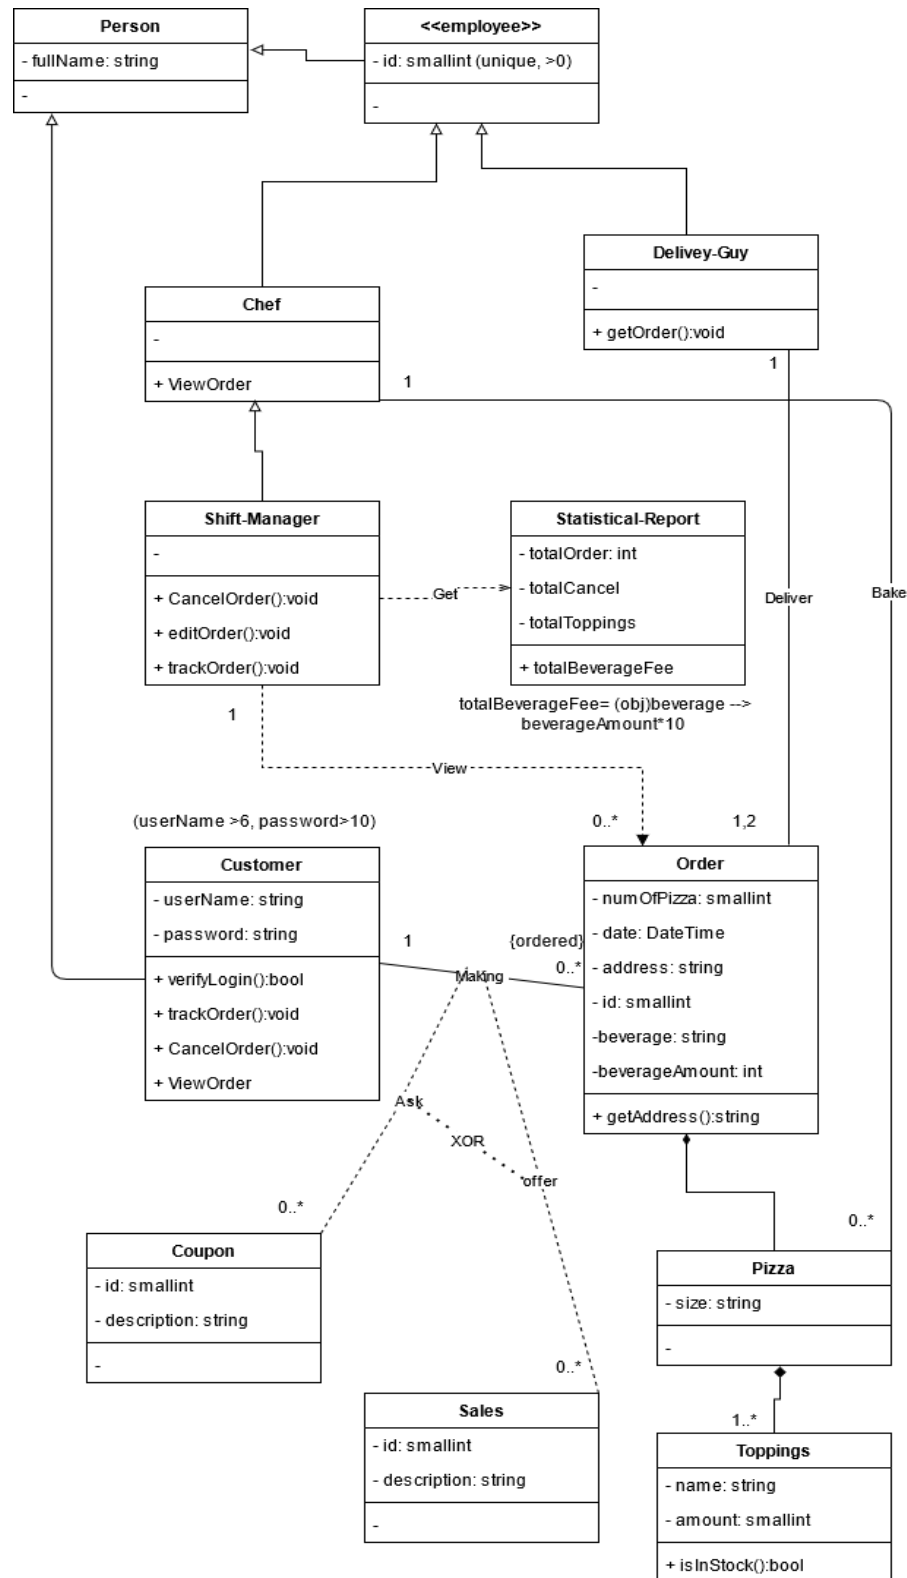 Person
- fullName: string
-
<<employee>>
- id: smallint (unique, >0)
-
Delivey-Guy
-
+ getOrder():void
1
Chef
-
+ ViewOrder
1
Shift-Manager
-
+ CancelOrder():void
+ editOrder():void
+ trackOrder():void
1
Get
Statistical-Report
- totalOrder: int
- totalCancel
- totalToppings
+ totalBeverageFee
totalBeverageFee= (obj)beverage -->
beverageAmount*10
Deliver
Bake
View
(userName >6, password>10)
0..*
1,2
Customer
- userName: string
- password: string
+ verifyLogin():bool
+ trackOrder():void
+ CancelOrder():void
+ ViewOrder
1
Making
{ordered}
0..*
Order
- numOfPizza: smallint
- date: DateTime
- address: string
- id: smallint
-beverage: string
-beverageAmount: int
+ getAddress():string
Ask
XOR
offer
0..*
Coupon
- id: smallint
- description: string
-
0..*
Sales
- id: smallint
- description: string
-
0..*
Pizza
- size: string
-
1..*
Toppings
- name: string
- amount: smallint
+ isInStock():bool